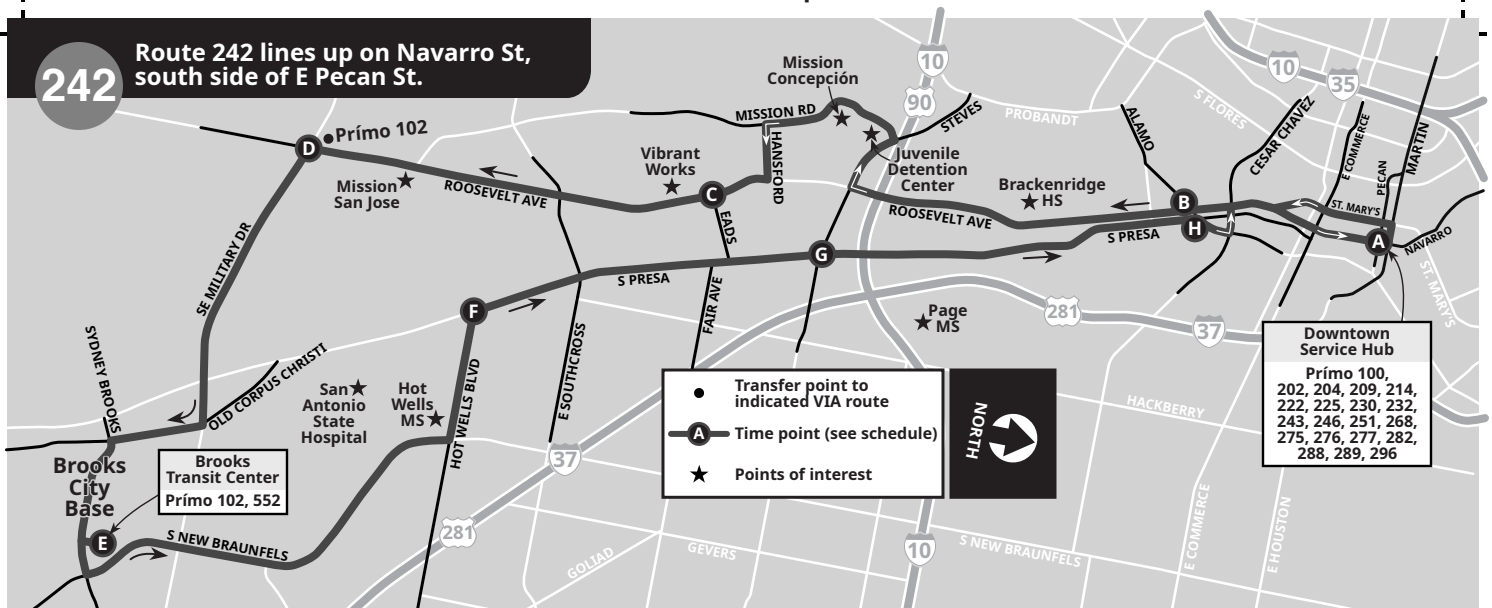 242
Route 242 lines up on Navarro St,
south side of E Pecan St.
D
Prímo 102
Mission
San Jose
ROOSEVELT AVE
Vibrant
Works
C
EADS
MISSION RD
HANSFORD
Mission
Concepción
10
90
STEVES
Juvenile
Detention
Center
ROOSEVELT AVE
PROBANDT
Brackenridge
HS
ALAMO
B
H
S PRESA
S FLORES
CESAR CHAVEZ
10
35
E COMMERCE
PECAN
MARTIN
ST. MARY'S
A
NAVARRO
ST. MARY'S
SE MILITARY DR
G
S PRESA
FAIR AVE
F
E SOUTHCROSS
HOT WELLS BLVD
Page
MS
281
37
SYDNEY BROOKS
OLD CORPUS CHRISTI
San
Antonio
State
Hospital
Hot
Wells
MS
Brooks
City
Base
Brooks
Transit Center
Prímo 102, 552
E
S NEW BRAUNFELS
37
281
Transfer point to
indicated VIA route
A
Time point (see schedule)
Points of interest
NORTH
Downtown
Service Hub
Prímo 100,
202, 204, 209, 214,
222, 225, 230, 232,
243, 246, 251, 268,
275, 276, 277, 282,
288, 289, 296
HACKBERRY
GOLIAD
GEVERS
10
S NEW BRAUNFELS
E COMMERCE
E HOUSTON